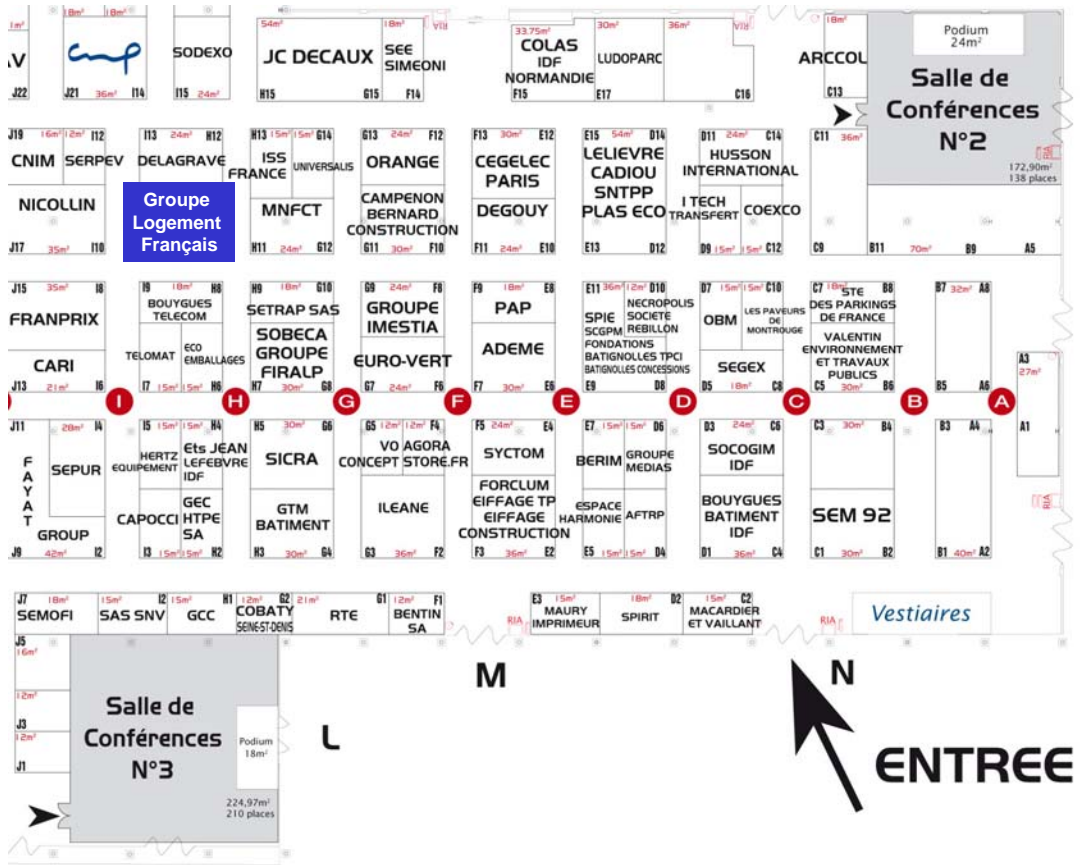 18m² 18m² 18m²
1m² cmp SODEXO
AV
J22 J21 36m² I14 I15 24m²
54m² 18m² RIA
JC DECAUX SEE
SIMEONI
H15 G15 F14
33,75m² 30m² 36m² RIA
COLAS
IDF
NORMANDIE
LUDOPARC
F15 E17 C16
18m²
ARCCOL
C13
Podium
24m²
Salle de
Conférences
N°2
RIA
172,90m²
138 places
J19 16m² 12m² I12
CNIM SERPEV
NICOLLIN
J17 35m² I10
I13 24m² H12
DELAGRAVE
Groupe
Logement
Français
H13 15m² 15m² G14
ISS
FRANCE
UNIVERSALIS
MNFCT
H11 24m² G12
G13 24m² F12
ORANGE
CAMPENON
BERNARD
CONSTRUCTION
G11 30m² F10
F13 30m² E12
CEGELEC
PARIS
DEGOUY
F11 24m² E10
E15 54m² D14
LELIEVRE
CADIOU
SNTPP
PLAS ECO
E13 D12
D11 24m² C14
HUSSON
INTERNATIONAL
I TECH
TRANSFERT
COEXCO
D9 15m² 15m² C12
C11 36m²
C9 B11 70m² B9 A5
J15 35m² I8
FRANPRIX
CARI
J13 21m² I6
I9 18m² H8
BOUYGUES
TELECOM
TELOMAT
ECO
EMBALLAGES
I7 15m² 15m² H6
H9 18m² G10
SETRAP SAS
SOBECA
GROUPE
FIRALP
H7 30m² G8
G9 24m² F8
GROUPE
IMESTIA
EURO-VERT
G7 24m² F6
F9 18m² E8
PAP
ADEME
F7 30m² E6
E11 36m² 12m² D10
SPIE
SCGPM
FONDATIONS
BATIGNOLLES TPCI
BATIGNOLLES CONCESSIONS
NECROPOLIS
SOCIETE
REBILLON
E9 D8
D7 15m² 15m² C10
OBM
LES PAVEURS
DE
MONTROUGE
SEGEX
D5 18m² C8
C7 18m² B8
STE
DES PARKINGS
DE FRANCE
VALENTIN
ENVIRONNEMENT
ET TRAVAUX
PUBLICS
C5 30m² B6
B7 32m² A8
B5 A6
A3
27m²
A1
I H G F E D C B A
J11 28m² I4
FAYAT
SEPUR
GROUP
J9 42m² I2
I5 15m² 15m² H4
HERTZ
EQUIPEMENT
Ets JEAN
LEFEBVRE
IDF
CAPOCCI
GEC
HTPE
SA
I3 15m² 15m² H2
H5 30m² G6
SICRA
GTM
BATIMENT
H3 30m² G4
G5 12m² 12m² F4
VO
CONCEPT
AGORA
STORE.FR
ILEANE
G3 36m² F2
F5 24m² E4
SYCTOM
FORCLUM
EIFFAGE TP
EIFFAGE
CONSTRUCTION
F3 36m² E2
E7 15m² 15m² D6
BERIM
GROUPE
MEDIAS
ESPACE
HARMONIE
AFTRP
E5 15m² 15m² D4
D3 24m² C6
SOCOGIM
IDF
BOUYGUES
BATIMENT
IDF
D1 36m² C4
C3 30m² B4
SEM 92
C1 30m² B2
B3 A4
B1 40m² A2
RIA
J7 18m²
SEMOFI
15m² I2
SAS SNV
15m² H1
GCC
12m² G2
COBATY
SEINE-ST-DENIS
21m² G1
RTE
12m² F1
BENTIN
SA
RIA
E3 15m²
MAURY
IMPRIMEUR
18m² D2
SPIRIT
15m² C2
MACARDIER
ET VAILLANT
RIA
Vestiaires
J5
16m²
12m²
J3
12m²
J1
Salle de
Conférences
N°3
Podium
18m²
224,97m²
210 places
L
M
N
ENTREE